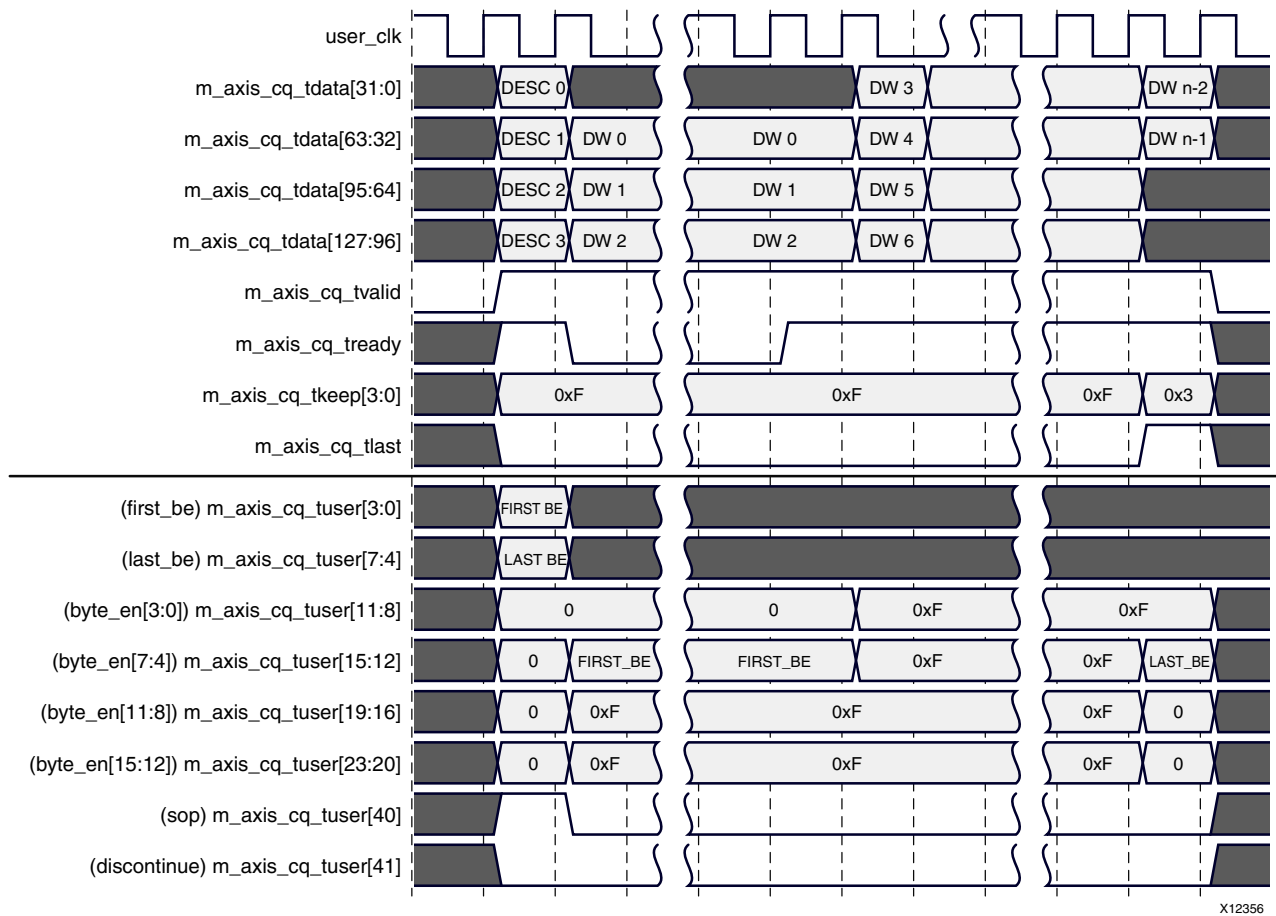 user_clk
m_axis_cq_tdata[31:0] DESC 0 DW 3 DW n-2
m_axis_cq_tdata[63:32] DESC 1 DW 0 DW 0 DW 4 DW n-1
m_axis_cq_tdata[95:64] DESC 2 DW 1 DW 1 DW 5
m_axis_cq_tdata[127:96] DESC 3 DW 2 DW 2 DW 6
m_axis_cq_tvalid
m_axis_cq_tready
m_axis_cq_tkeep[3:0] 0xF 0xF 0xF 0x3
m_axis_cq_tlast
(first_be) m_axis_cq_tuser[3:0] FIRST BE
(last_be) m_axis_cq_tuser[7:4] LAST BE
(byte_en[3:0]) m_axis_cq_tuser[11:8] 0 0 0xF 0xF
(byte_en[7:4]) m_axis_cq_tuser[15:12] 0 FIRST_BE FIRST_BE 0xF 0xF LAST_BE
(byte_en[11:8]) m_axis_cq_tuser[19:16] 0 0xF 0xF 0xF 0
(byte_en[15:12]) m_axis_cq_tuser[23:20] 0 0xF 0xF 0xF 0
(sop) m_axis_cq_tuser[40]
(discontinue) m_axis_cq_tuser[41]
X12356